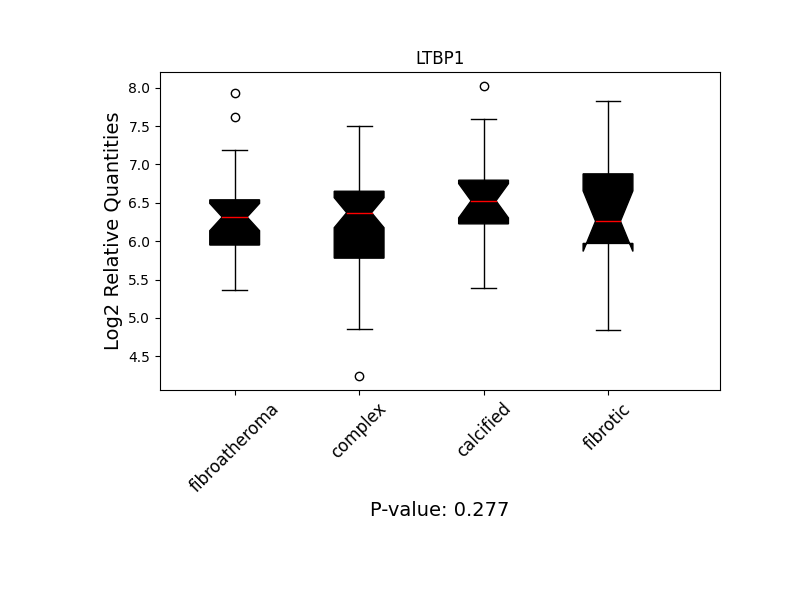 LTBP1
Log2 Relative Quantities
8.0
7.5
7.0
6.5
6.0
5.5
5.0
4.5
fibroatheroma
complex
calcified
fibrotic
P-value: 0.277